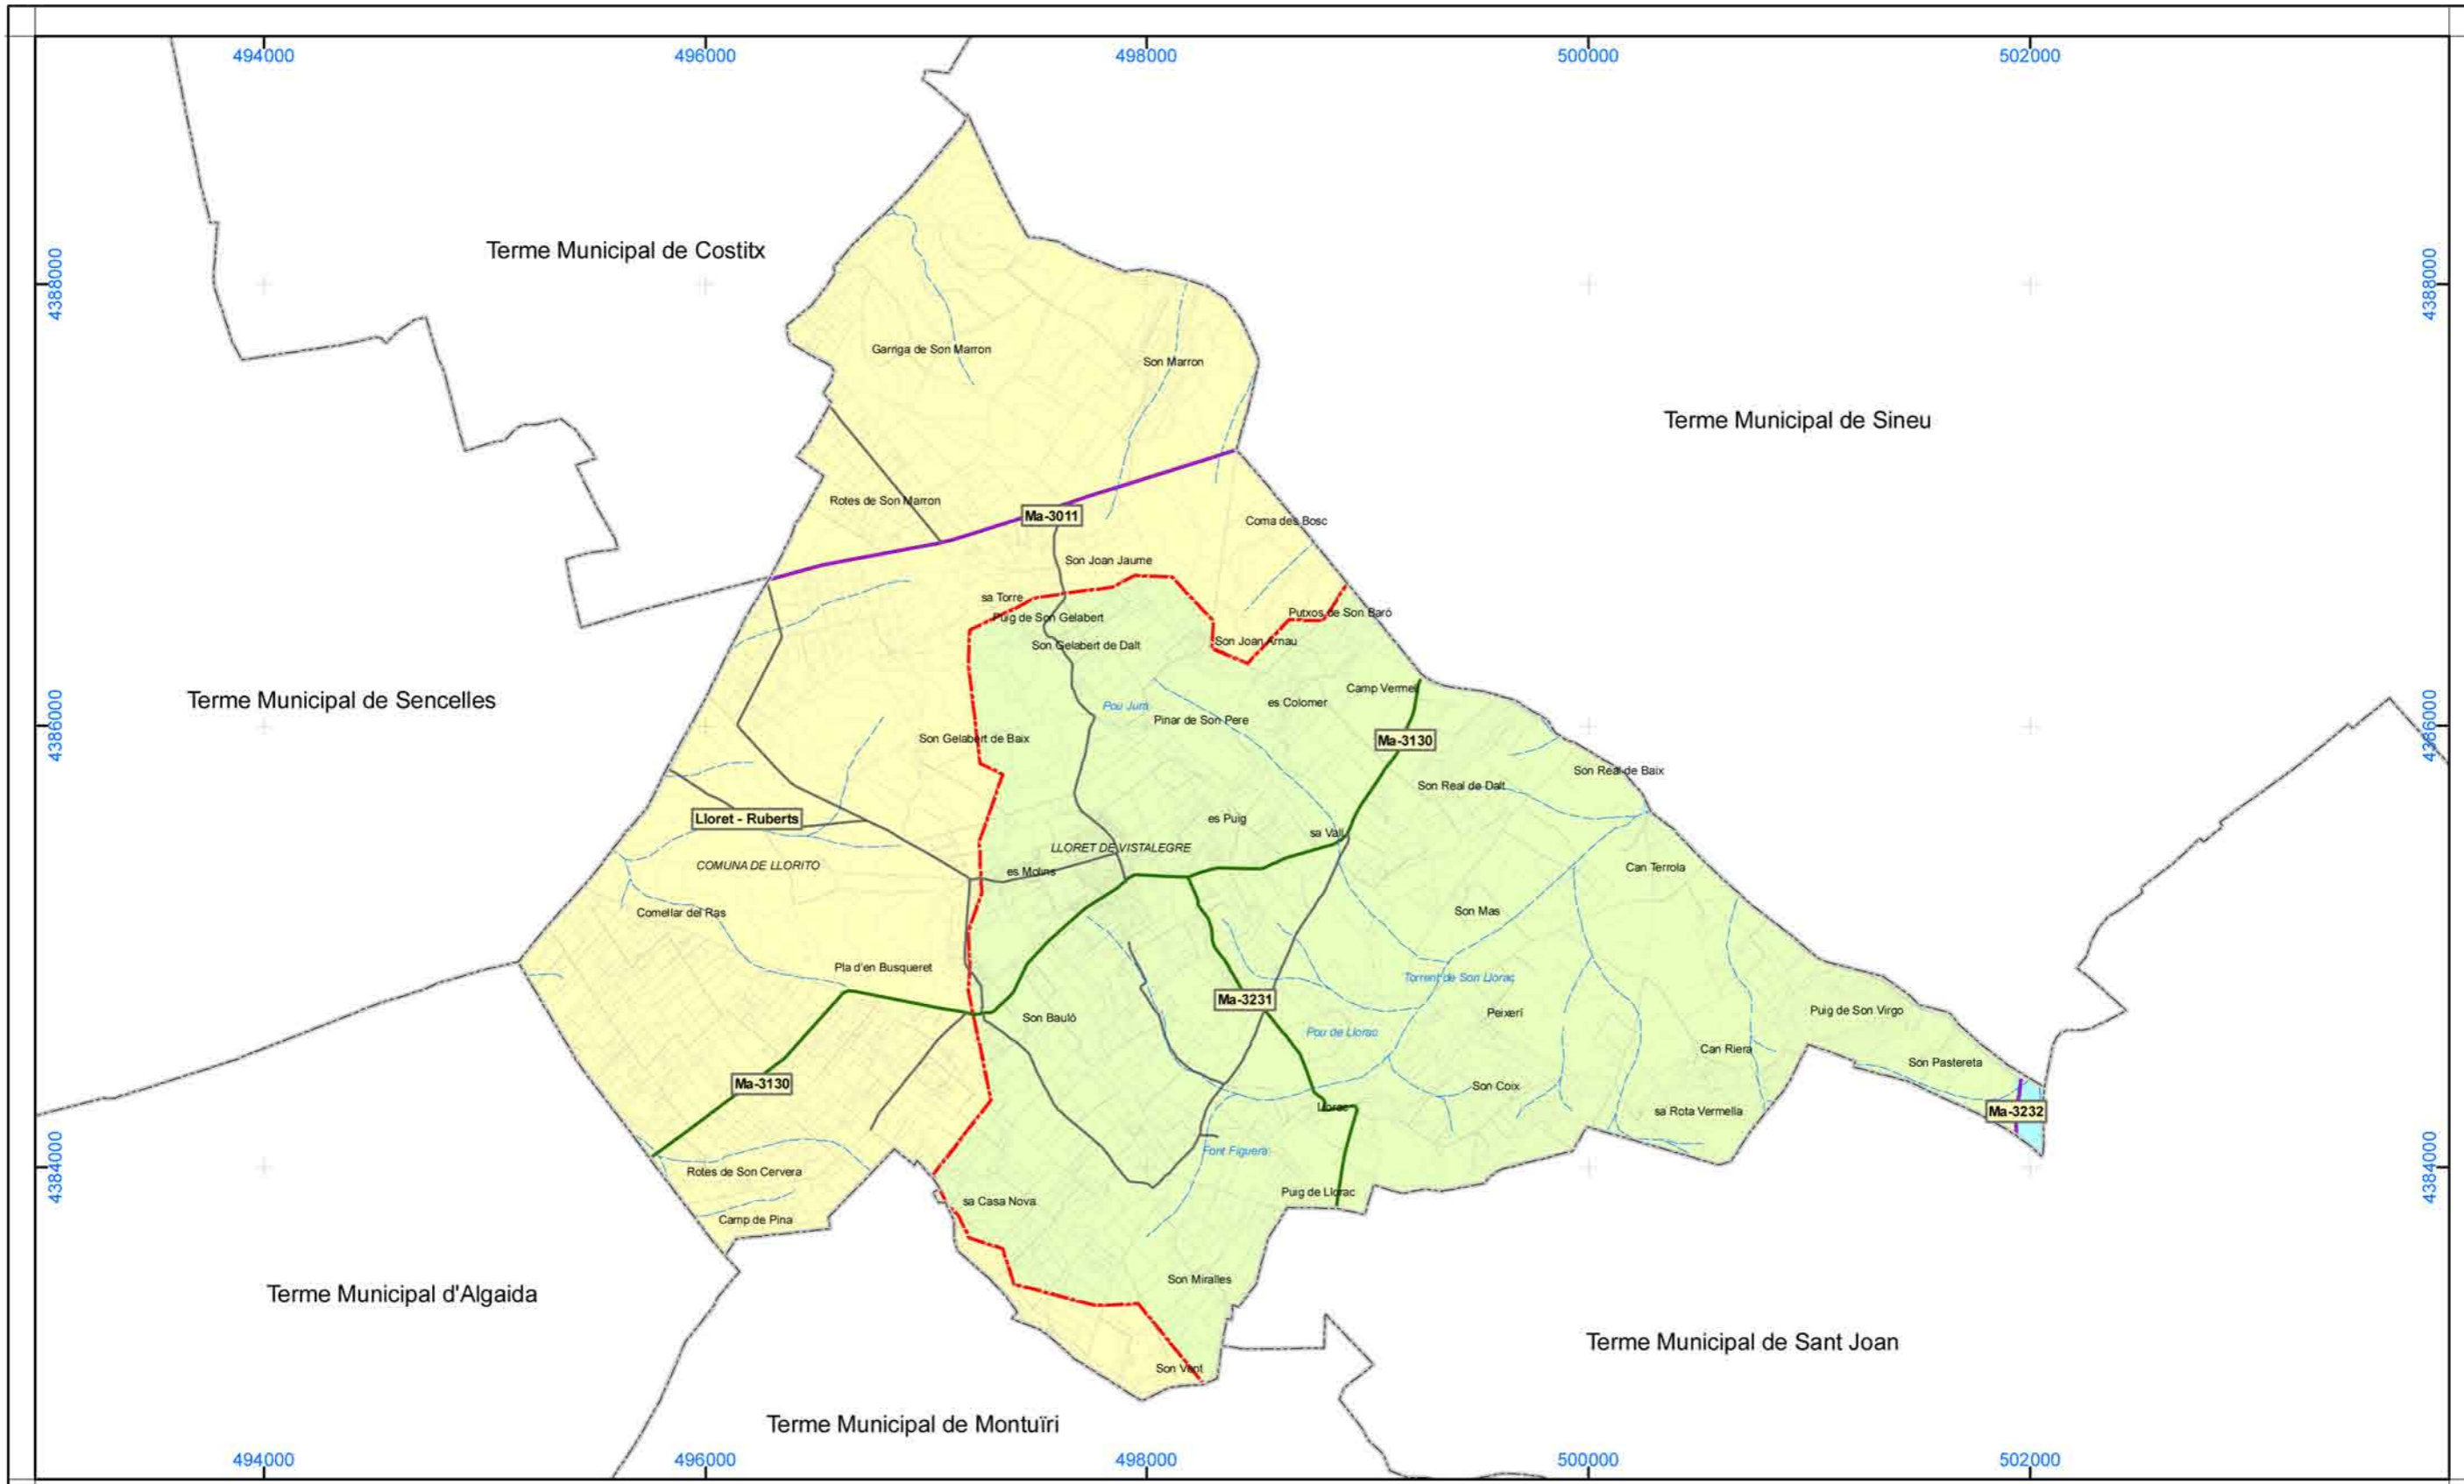 494000
496000
498000
500000
502000
Terme Municipal de Costitx
4388000
4388000
Garriga de Son Marron
Son Marron
Terme Municipal de Sineu
Rotes de Son Marron
Ma-3011
Coma des Bosc
Son Joan Jaume
sa Torre
Puig de Son Gelabert
Putxos de Son Baró
Son Gelabert de Dalt
Son Joan Arnau
Terme Municipal de Sencelles
Camp Vermell
Pou Jurà
es Colomer
Pinar de Son Pere
4386000
4386000
Son Gelabert de Baix
Ma-3130
Son Real de Baix
Son Real de Dalt
Lloret - Ruberts
es Puig
sa Vall
LLORET DE VISTALEGRE
COMUNA DE LLORITO
es Molins
Can Terrola
Comellar del Ras
Son Mas
Pla d'en Busqueret
Torrent de Son Llorac
Ma-3231
Son Bauló
Peixerí
Puig de Son Virgo
Pou de Llorac
Can Riera
Son Pastereta
Ma-3130
Son Coix
Llorac
sa Rota Vermella
Ma-3232
Font Figuera
4384000
4384000
Rotes de Son Cervera
Puig de Llorac
sa Casa Nova
Camp de Pina
Son Miralles
Terme Municipal d'Algaida
Terme Municipal de Sant Joan
Son Vent
Terme Municipal de Montuïri
494000
496000
498000
500000
502000